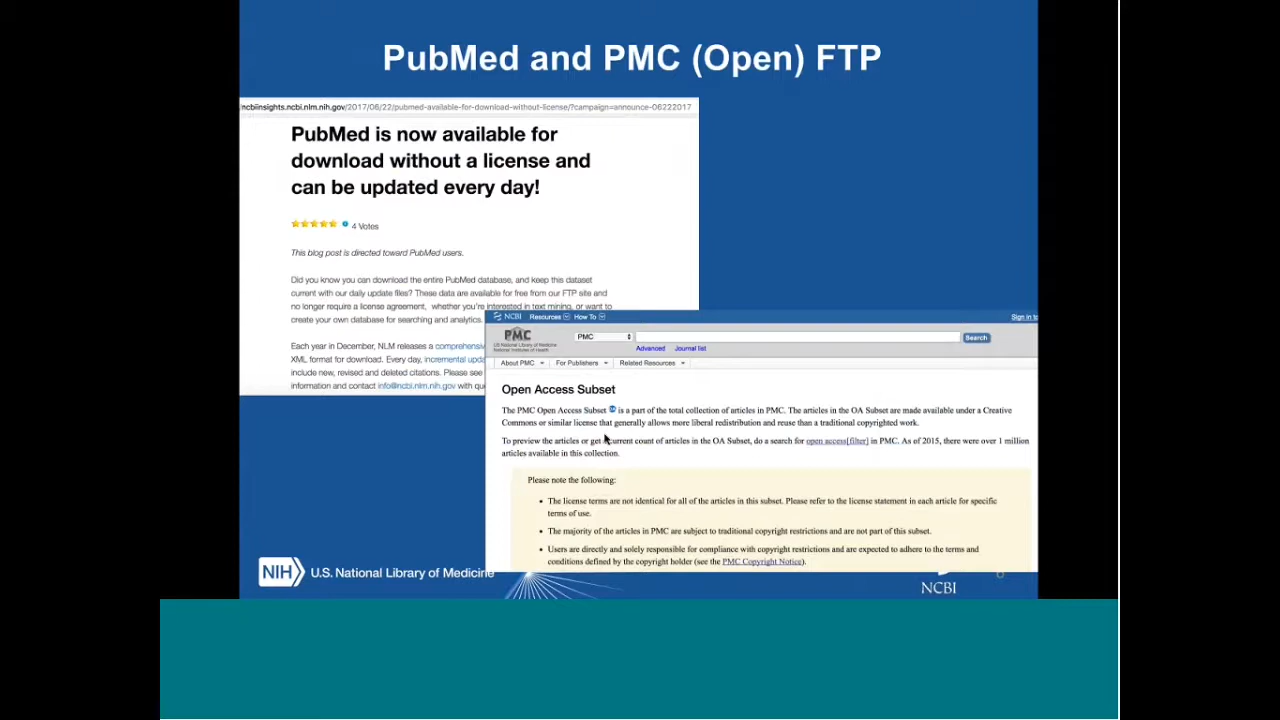 PubMed and PMC (Open) FTP
ncbiinsights.ncbi.nlm.nih.gov/2017/06/22/pubmed-available-for-download-without-license/?campaign=announce-06222017
PubMed is now available for
download without a license and
can be updated every day!
4 Votes
This blog post is directed toward PubMed users.
Did you know you can download the entire PubMed database, and keep this dataset
current with our daily update files? These data are available for free from our FTP site and
no longer require a license agreement, whether you're interested in text mining, or want to
create your own database for searching and analytics.
Each year in December, NLM releases a
XML format for download. Every day, incremental
include new, revised and deleted citations. Please see
information and contact info@ncbi.nlm.nih.gov with
NCBI Resources How To Sign in
PMC
US National Library of Medicine
National Institutes of Health
PMC
Search
Advanced Journal list
About PMC For Publishers Related Resources
Open Access Subset
The PMC Open Access Subset is a part of the total collection of articles in PMC. The articles in the OA Subset are made available under a Creative
Commons or similar license that generally allows more liberal redistribution and reuse than a traditional copyrighted work.
To preview the articles or get current count of articles in the OA Subset, do a search for open access[filter] in PMC. As of 2015, there were over 1 million
articles available in this collection.
Please note the following:
• The license terms are not identical for all of the articles in this subset. Please refer to the license statement in each article for specific
terms of use.
• The majority of the articles in PMC are subject to traditional copyright restrictions and are not part of this subset.
• Users are directly and solely responsible for compliance with copyright restrictions and are expected to adhere to the terms and
conditions defined by the copyright holder (see the PMC Copyright Notice).
NIH U.S. National Library of Medicine
NCBI